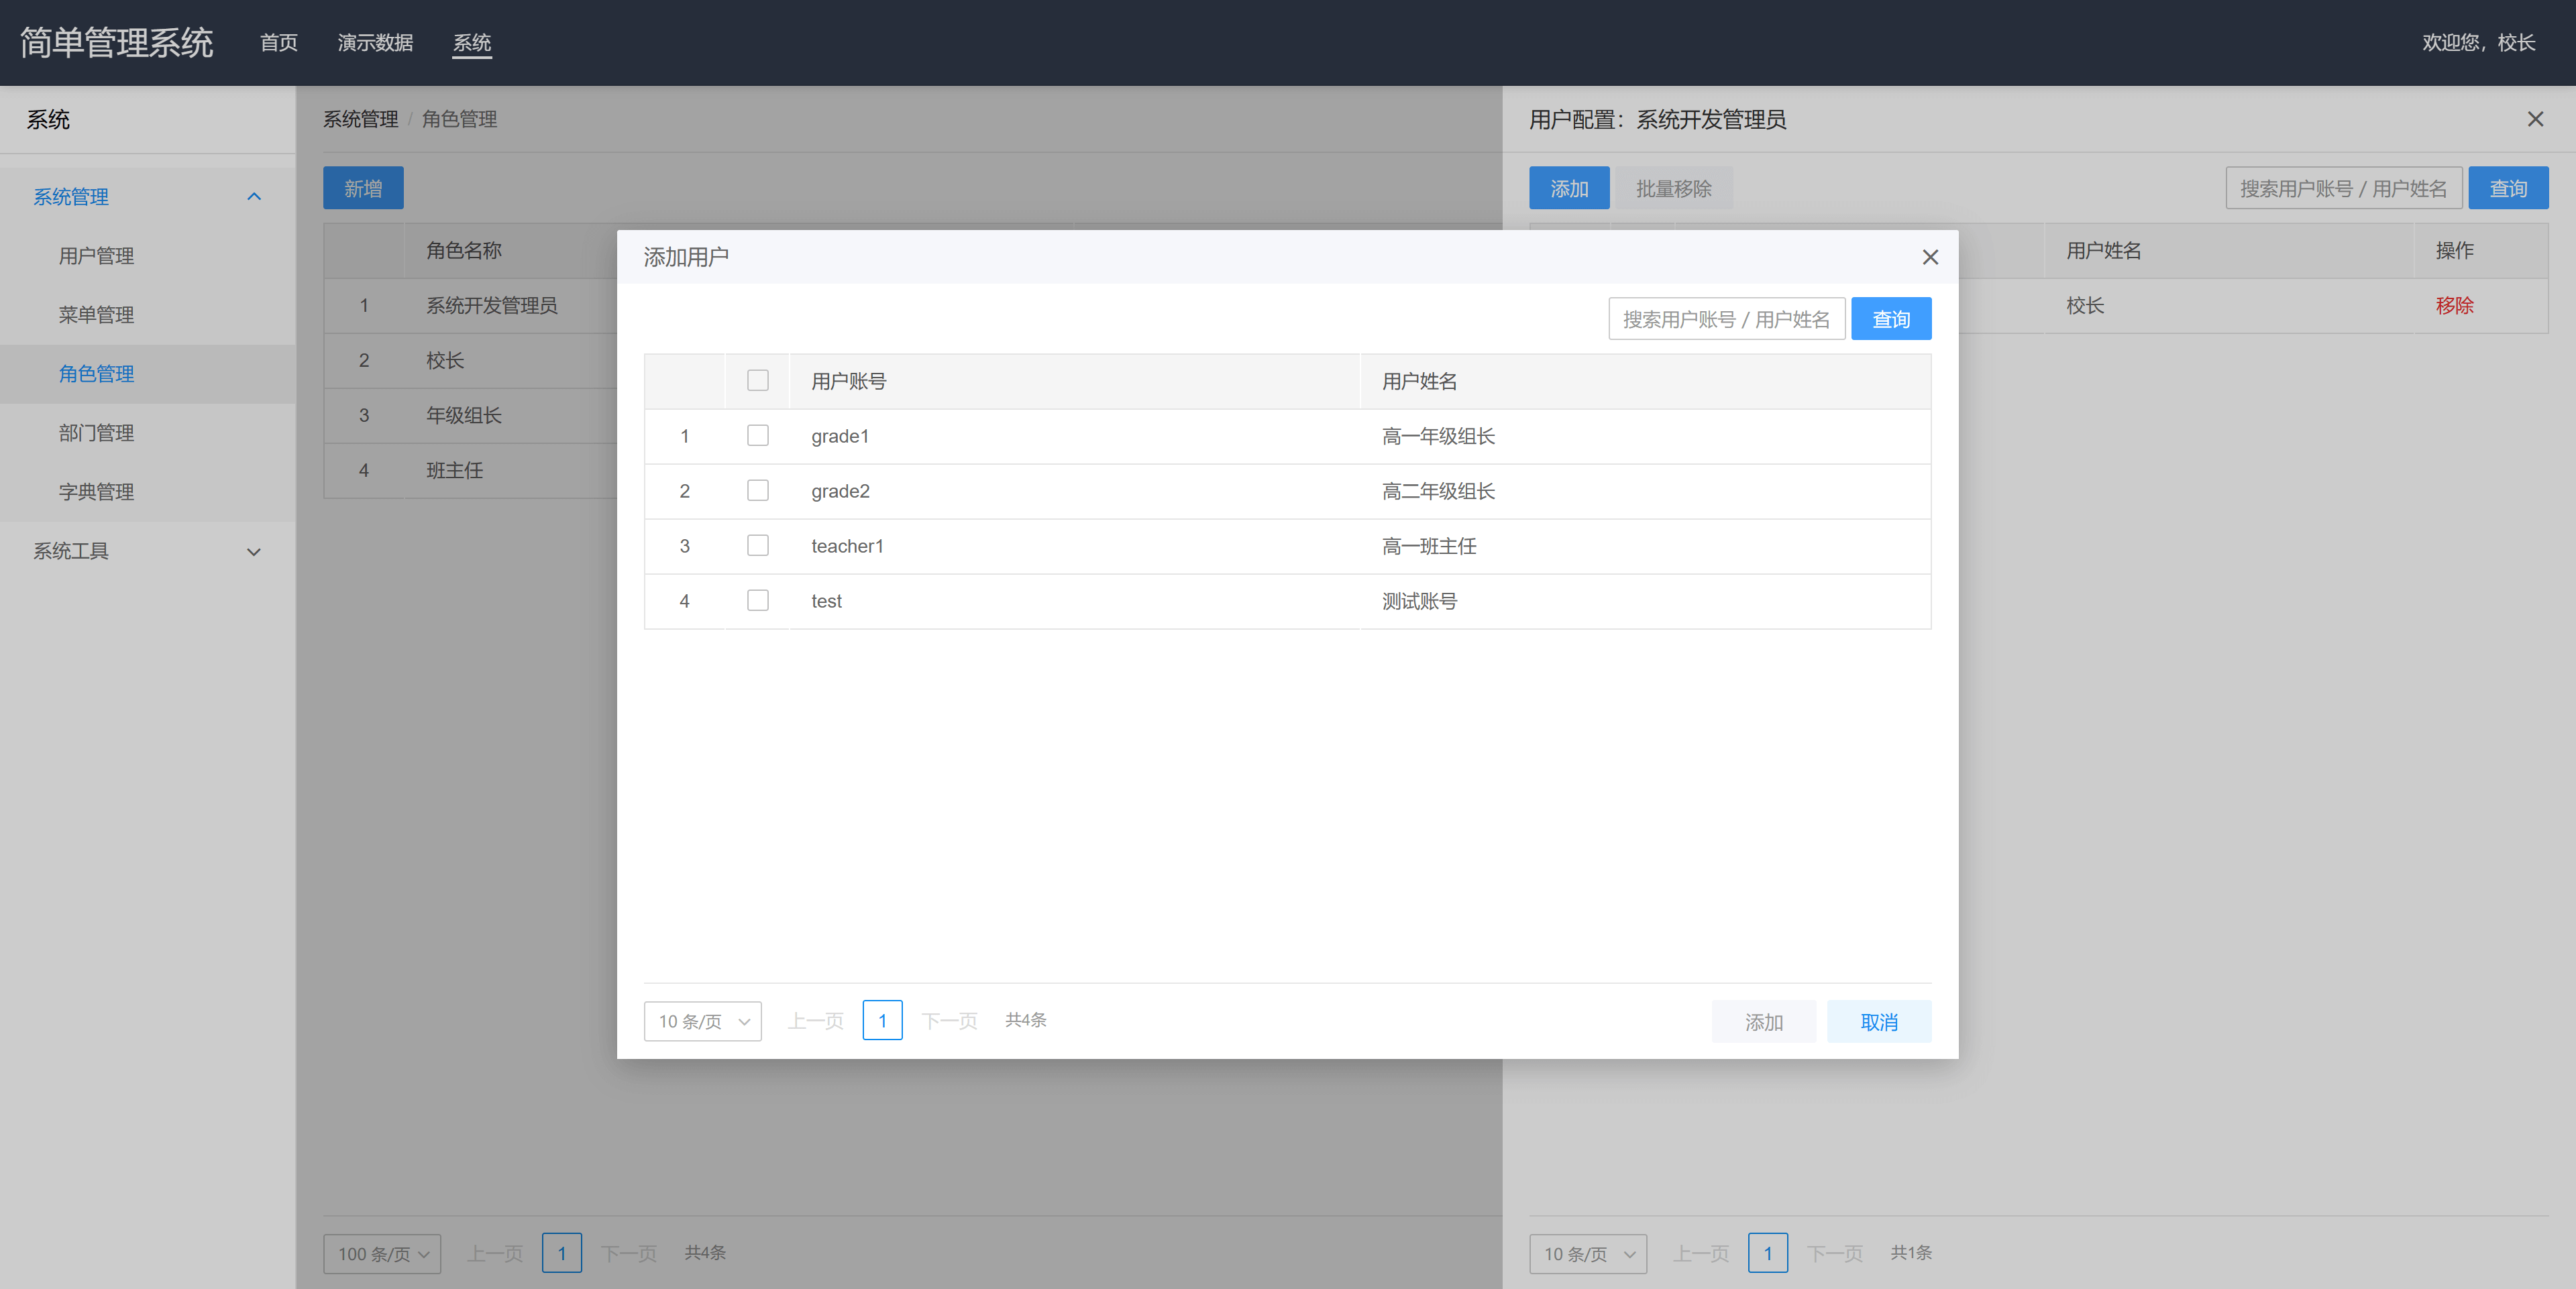 简单管理系统 首页 演示数据 系统 欢迎您，校长
系统
系统管理
用户管理
菜单管理
角色管理
部门管理
字典管理
系统工具
系统管理 / 角色管理
新增
角色名称
1 系统开发管理员
2 校长
3 年级组长
4 班主任
100 条/页 上一页 1 下一页 共4条
用户配置：系统开发管理员
添加 批量移除 搜索用户账号 / 用户姓名 查询
用户姓名 操作
校长 移除
10 条/页 上一页 1 下一页 共1条
添加用户
搜索用户账号 / 用户姓名 查询
用户账号 用户姓名
1 grade1 高一年级组长
2 grade2 高二年级组长
3 teacher1 高一班主任
4 test 测试账号
10 条/页 上一页 1 下一页 共4条 添加 取消